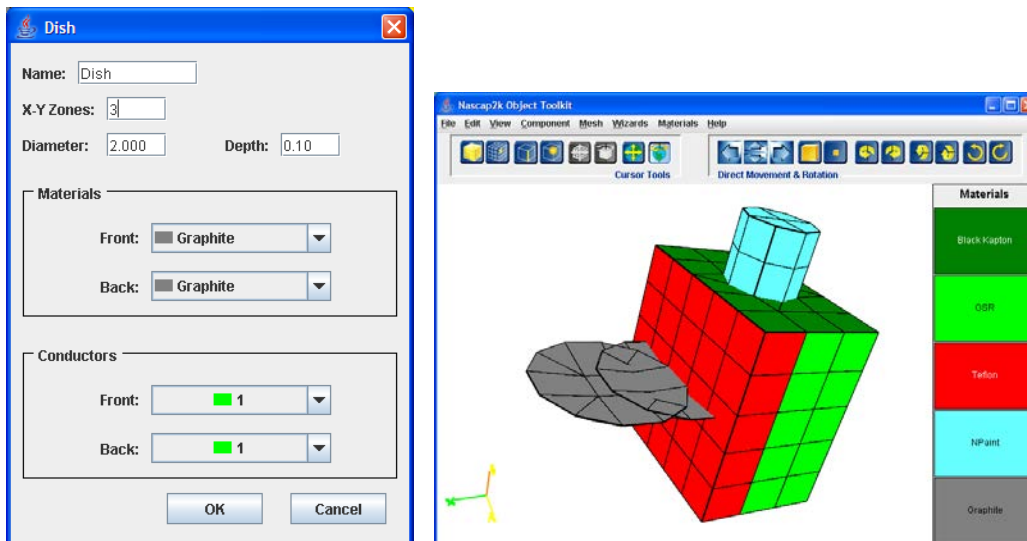 Dish
Name: Dish
X-Y Zones: 3
Diameter: 2.000 Depth: 0.10
Materials
Front: Graphite
Back: Graphite
Conductors
Front: 1
Back: 1
OK Cancel
Nascap2k Object Toolkit
File Edit View Component Mesh Wizards Materials Help
Cursor Tools Direct Movement & Rotation
Materials
Black Kapton
OSR
Teflon
NPaint
Graphite